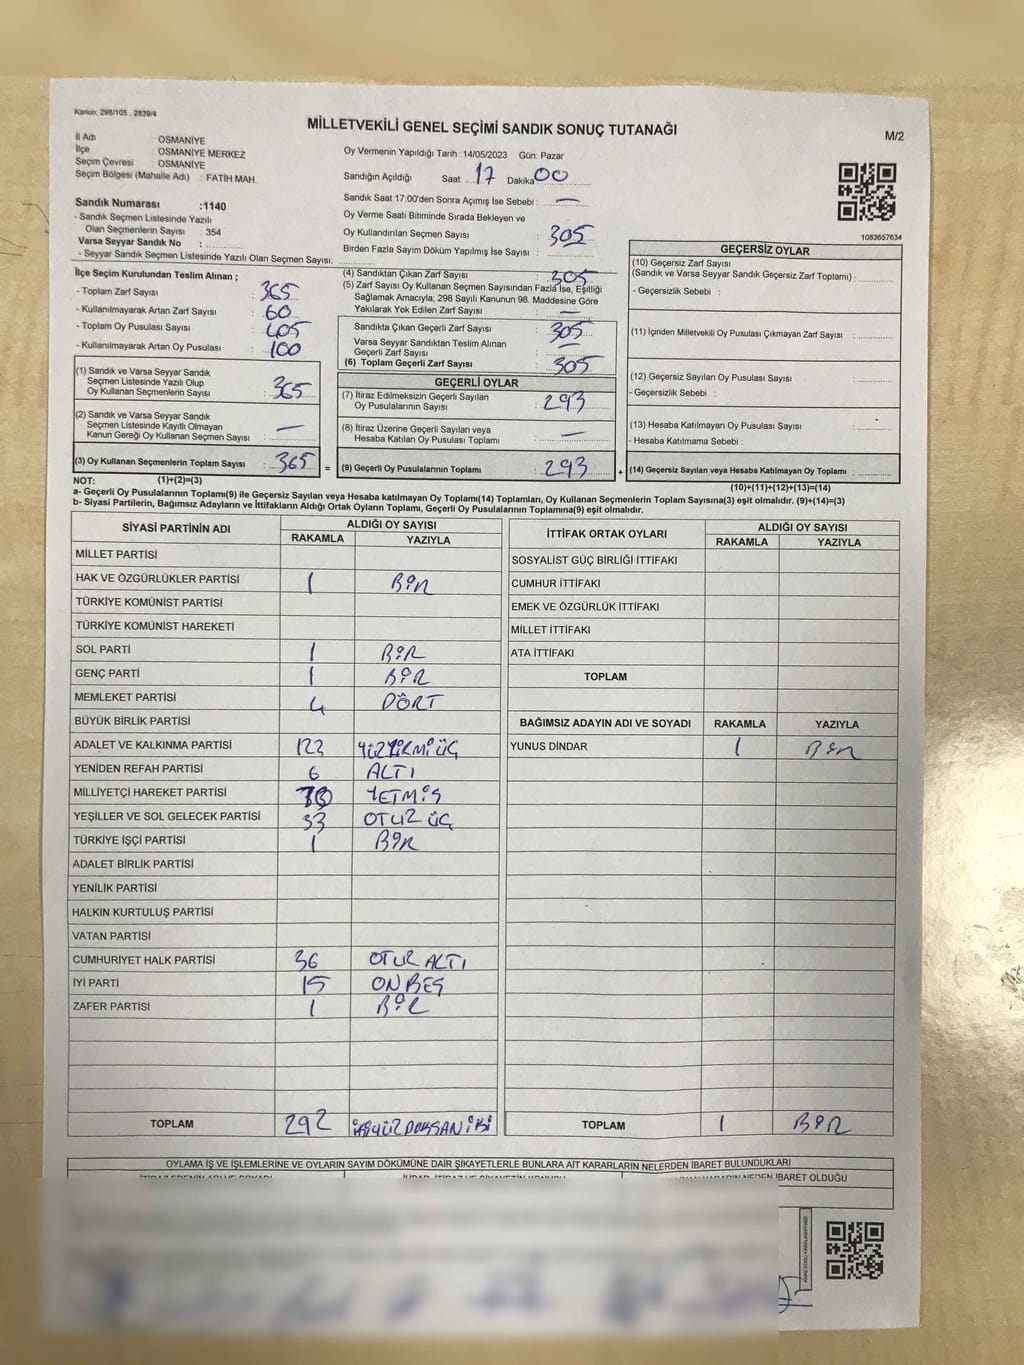 Kanun: 298/105 , 2839/4
MİLLETVEKİLİ GENEL SEÇİMİ SANDIK SONUÇ TUTANAĞI
M/2
İl Adı OSMANİYE
İlçe OSMANİYE MERKEZ
Seçim Çevresi OSMANİYE
Seçim Bölgesi (Mahalle Adı) : FATİH MAH.
Sandık Numarası :1140
- Sandık Seçmen Listesinde Yazılı
Olan Seçmenlerin Sayısı : 354
Varsa Seyyar Sandık No :
- Seyyar Sandık Seçmen Listesinde Yazılı Olan Seçmen Sayısı:
Oy Vermenin Yapıldığı Tarih :14/05/2023 Gün: Pazar
Sandığın Açıldığı Saat 17 Dakika 00
Sandık Saat 17:00'den Sonra Açımış İse Sebebi : —
Oy Verme Saati Bitiminde Sırada Bekleyen ve
Oy Kullandırılan Seçmen Sayısı : 305
Birden Fazla Sayım Döküm Yapılmış İse Sayısı :
1083657634
İlçe Seçim Kurulundan Teslim Alınan ;
- Toplam Zarf Sayısı : 365
- Kullanılmayarak Artan Zarf Sayısı : 60
- Toplam Oy Pusulası Sayısı : 405
- Kullanılmayarak Artan Oy Pusulası : 100
(1) Sandık ve Varsa Seyyar Sandık
Seçmen Listesinde Yazılı Olup
Oy Kullanan Seçmenlerin Sayısı : 365
(2) Sandık ve Varsa Seyyar Sandık
Seçmen Listesinde Kayıtlı Olmayan
Kanun Gereği Oy Kullanan Seçmen Sayısı : —
(3) Oy Kullanan Seçmenlerin Toplam Sayısı : 365
(4) Sandıktan Çıkan Zarf Sayısı : 305
(5) Zarf Sayısı Oy Kullanan Seçmen Sayısından Fazla İse, Eşitliği
Sağlamak Amacıyla, 298 Sayılı Kanunun 98. Maddesine Göre
Yakılarak Yok Edilen Zarf Sayısı : —
Sandıkta Çıkan Geçerli Zarf Sayısı : 305
Varsa Seyyar Sandıktan Teslim Alınan
Geçerli Zarf Sayısı : —
(6) Toplam Geçerli Zarf Sayısı : 305
GEÇERLİ OYLAR
(7) İtiraz Edilmeksizin Geçerli Sayılan
Oy Pusulalarının Sayısı : 293
(8) İtiraz Üzerine Geçerli Sayılan veya
Hesaba Katılan Oy Pusulası Toplamı : —
= (9) Geçerli Oy Pusulalarının Toplamı : 293
GEÇERSİZ OYLAR
(10) Geçersiz Zarf Sayısı
(Sandık ve Varsa Seyyar Sandık Geçersiz Zarf Toplamı) :
- Geçersizlik Sebebi :
(11) İçinden Milletvekili Oy Pusulası Çıkmayan Zarf Sayısı :
(12) Geçersiz Sayılan Oy Pusulası Sayısı :
- Geçersizlik Sebebi :
(13) Hesaba Katılmayan Oy Pusulası Sayısı :
- Hesaba Katılmama Sebebi :
+ (14) Geçersiz Sayılan veya Hesaba Katılmayan Oy Toplamı :
NOT: (1)+(2)=(3)
(10)+(11)+(12)+(13)=(14)
a- Geçerli Oy Pusulalarının Toplamı(9) ile Geçersiz Sayılan veya Hesaba katılmayan Oy Toplamı(14) Toplamları, Oy Kullanan Seçmenlerin Toplam Sayısına(3) eşit olmalıdır. (9)+(14)=(3)
b- Siyasi Partilerin, Bağımsız Adayların ve İttifakların Aldığı Ortak Oyların Toplamı, Geçerli Oy Pusulalarının Toplamına(9) eşit olmalıdır.
SİYASİ PARTİNİN ADI ALDIĞI OY SAYISI
RAKAMLA YAZIYLA
MİLLET PARTİSİ
HAK VE ÖZGÜRLÜKLER PARTİSİ 1 BİR
TÜRKİYE KOMÜNİST PARTİSİ
TÜRKİYE KOMÜNİST HAREKETİ
SOL PARTİ 1 BİR
GENÇ PARTİ 1 BİR
MEMLEKET PARTİSİ 4 DÖRT
BÜYÜK BİRLİK PARTİSİ
ADALET VE KALKINMA PARTİSİ 123 YÜZYİRMİÜÇ
YENİDEN REFAH PARTİSİ 6 ALTI
MİLLİYETÇİ HAREKET PARTİSİ YETMİŞ
YEŞİLLER VE SOL GELECEK PARTİSİ 33 OTUZ ÜÇ
TÜRKİYE İŞÇİ PARTİSİ 1 BİR
ADALET BİRLİK PARTİSİ
YENİLİK PARTİSİ
HALKIN KURTULUŞ PARTİSİ
VATAN PARTİSİ
CUMHURİYET HALK PARTİSİ 36 OTUZ ALTI
İYİ PARTİ 15 ONBEŞ
ZAFER PARTİSİ 1 BİR
TOPLAM 292 İKİYÜZDOKSANİKİ
İTTİFAK ORTAK OYLARI ALDIĞI OY SAYISI
RAKAMLA YAZIYLA
SOSYALİST GÜÇ BİRLİĞİ İTTİFAKI
CUMHUR İTTİFAKI
EMEK VE ÖZGÜRLÜK İTTİFAKI
MİLLET İTTİFAKI
ATA İTTİFAKI
TOPLAM
BAĞIMSIZ ADAYIN ADI VE SOYADI RAKAMLA YAZIYLA
YUNUS DİNDAR 1 BİR
TOPLAM 1 BİR
OYLAMA İŞ VE İŞLEMLERİNE VE OYLARIN SAYIM DÖKÜMÜNE DAİR ŞİKAYETLERLE BUNLARA AİT KARARLARIN NELERDEN İBARET BULUNDUKLARI
NEDEN İBARET OLDUĞU